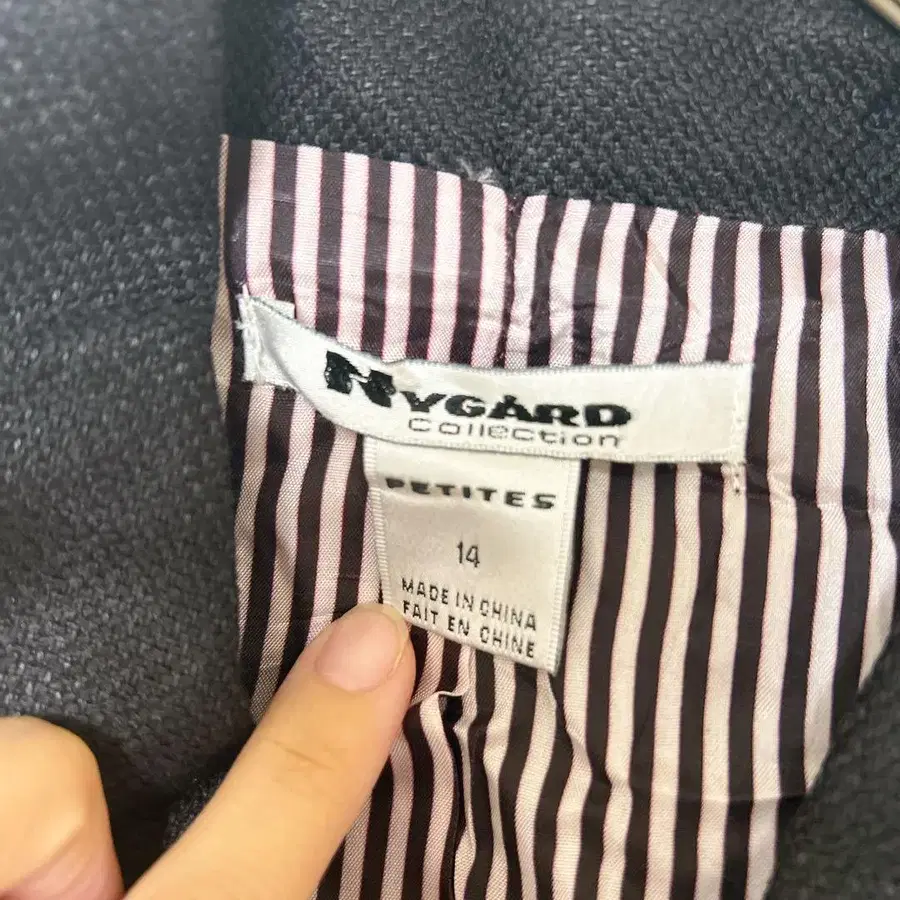 NYGÅRD
Collection
PETITES
14
MADE IN CHINA
FAIT EN CHINE